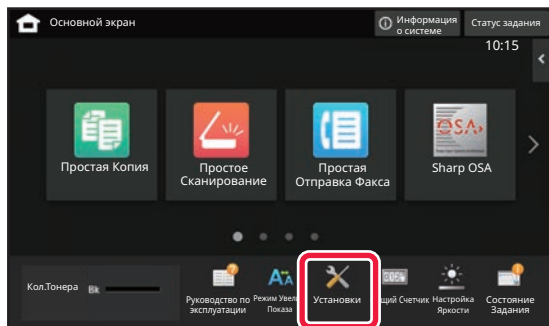 Основной экран
Информация
о системе
Статус задания
10:15
Простая Копия
Простое
Сканирование
Простая
Отправка Факса
Sharp OSA
Кол.Тонера
Bk
Руководство по
эксплуатации
Режим Увел
Показа
Установки
щий Счетчик
Настройка
Яркости
Состояние
Задания